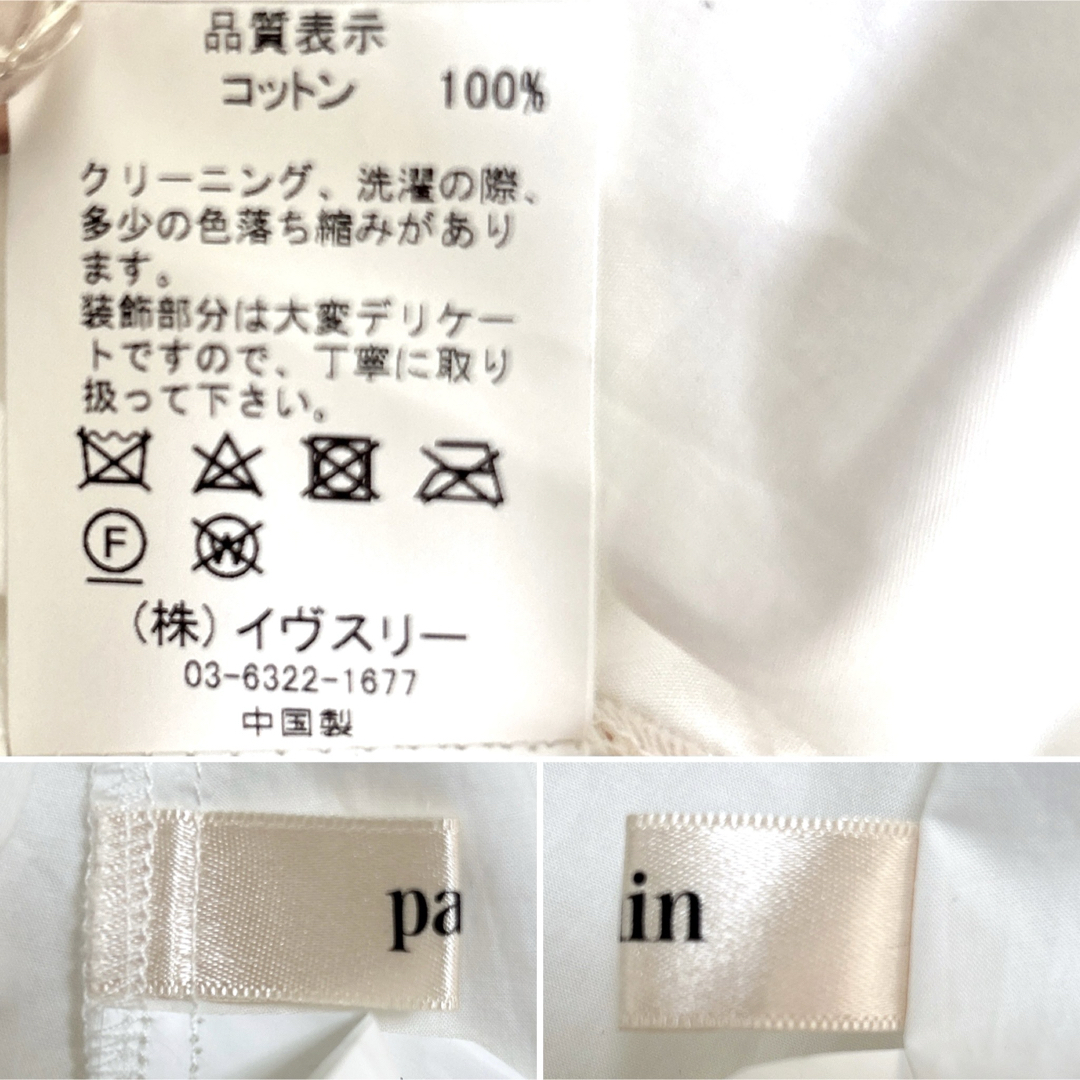 品質表示
コットン 100%
クリーニング、洗濯の際、
多少の色落ち縮みがあり
ます。
装飾部分は大変デリケー
トですので、丁寧に取り
扱って下さい。
F
W
(株)イヴスリー
03-6322-1677
中国製
pa
in